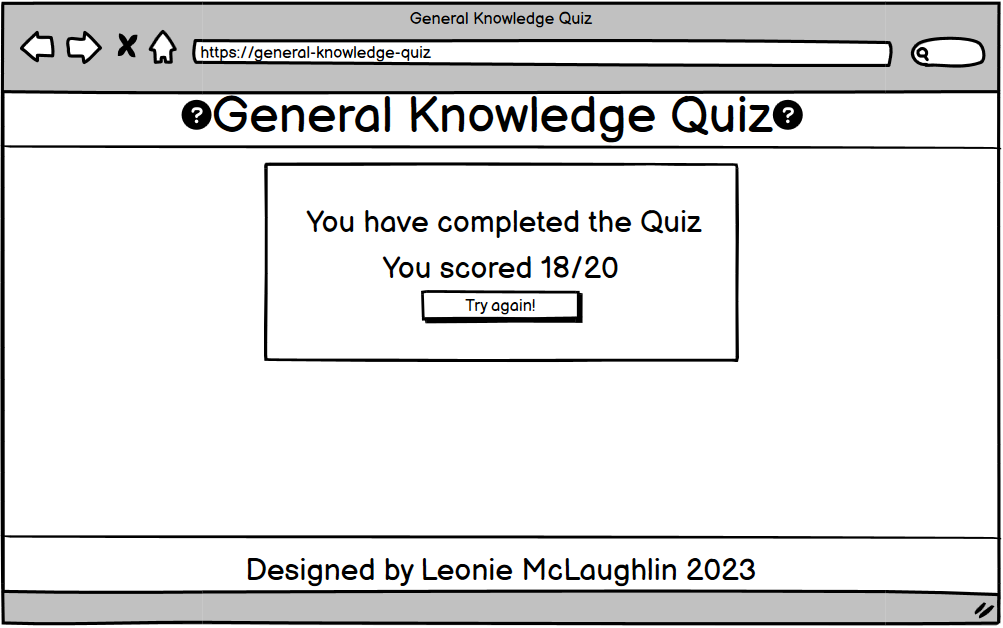 General Knowledge Quiz
https://general-knowledge-quiz
?General Knowledge Quiz?
You have completed the Quiz
You scored 18/20
Try again!
Designed by Leonie McLaughlin 2023